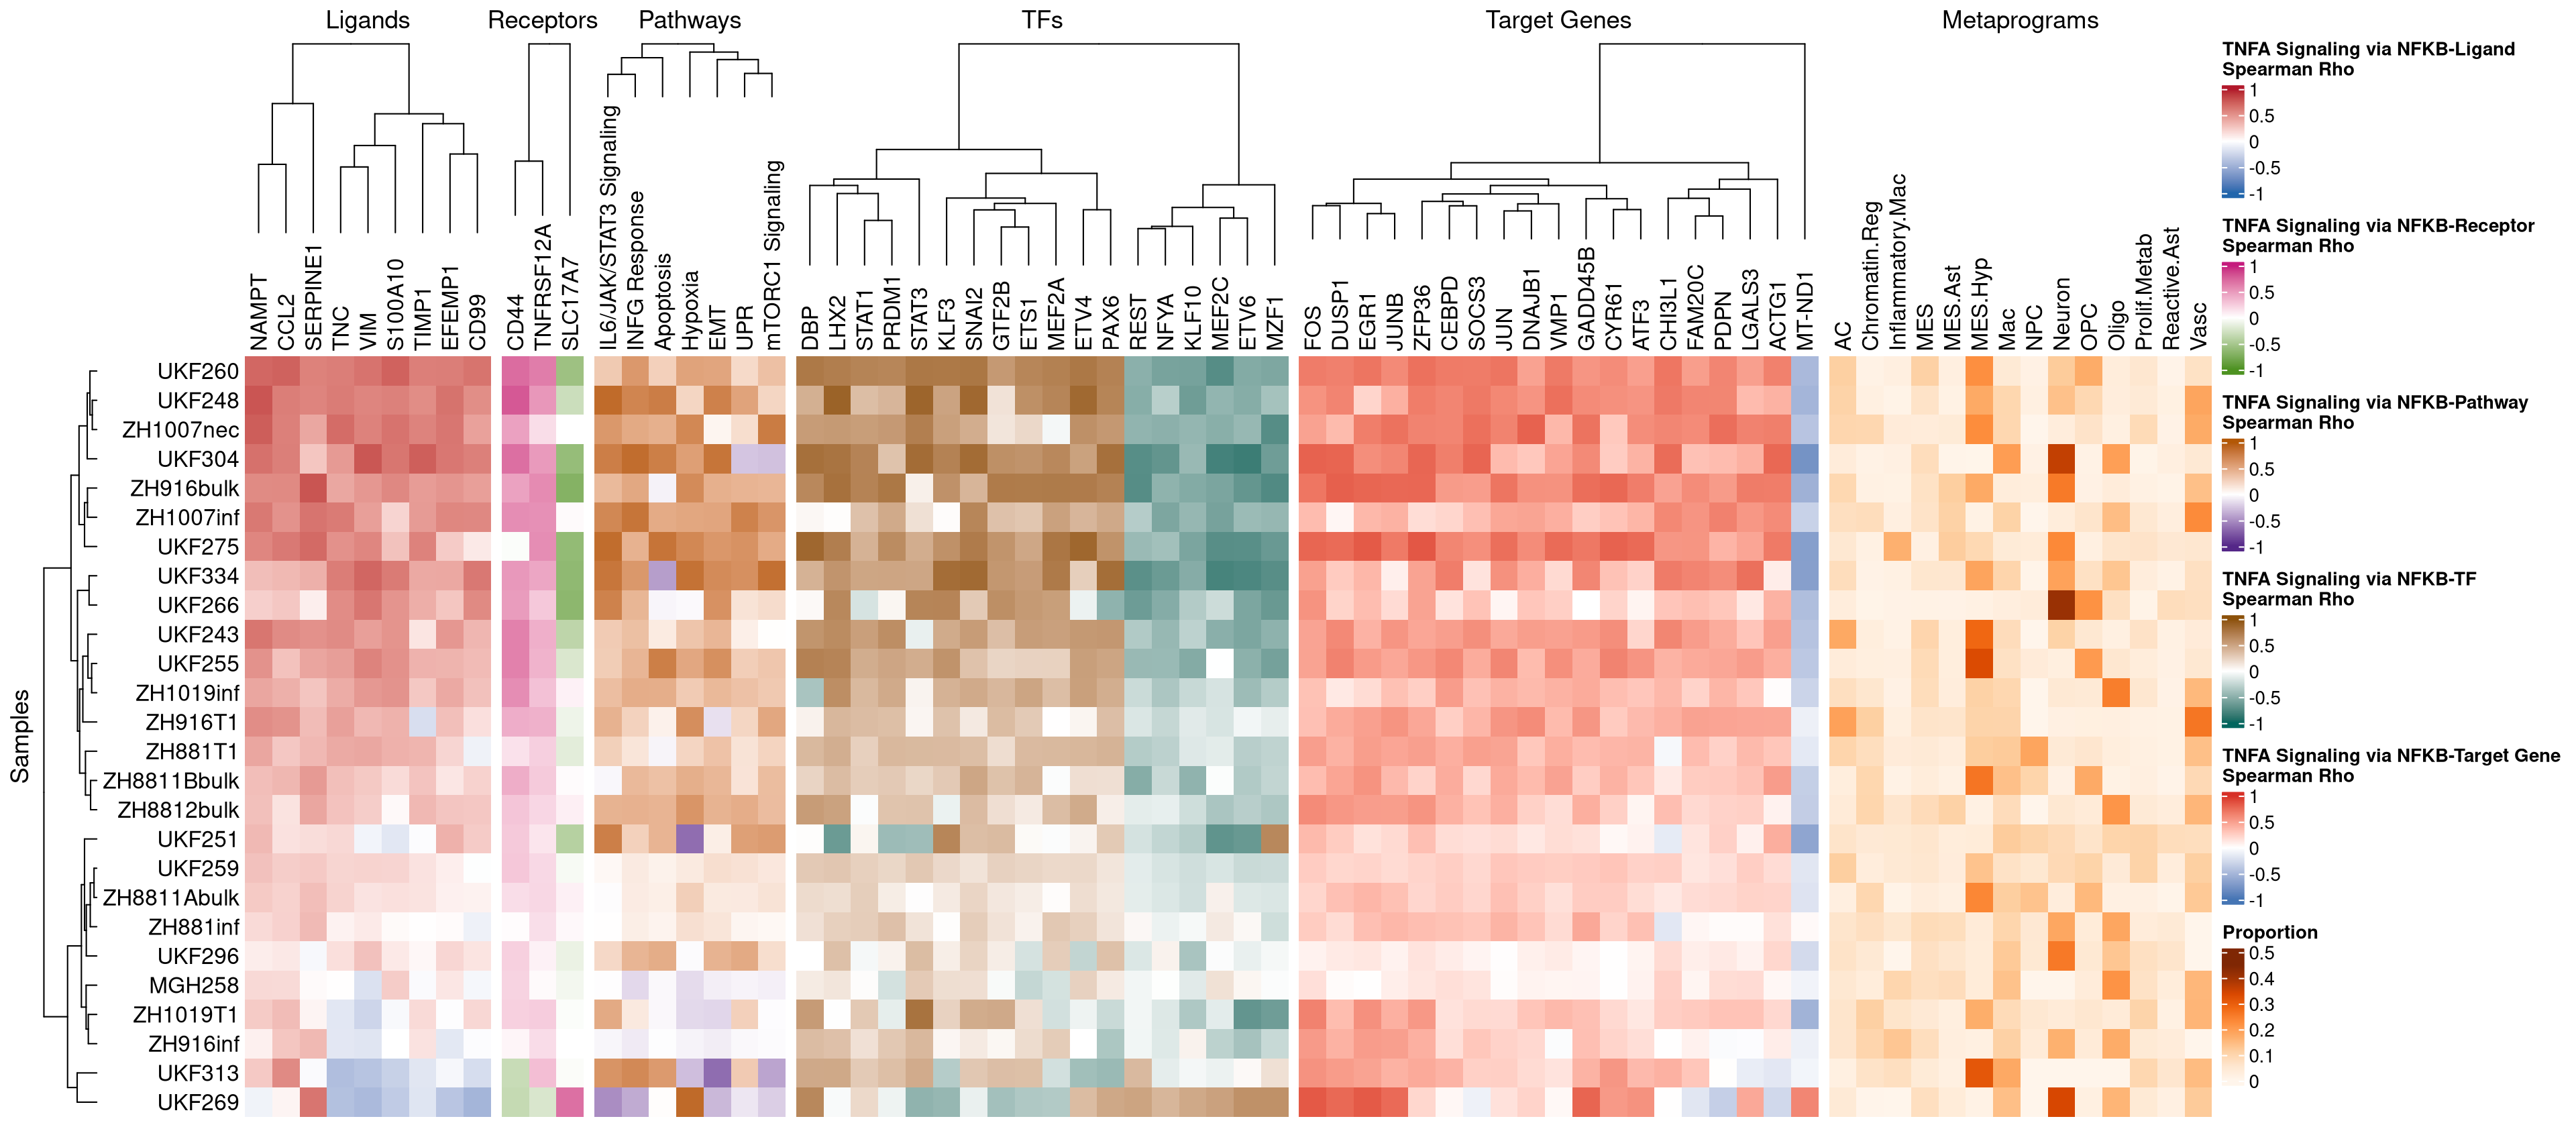 Ligands
Receptors
Pathways
TFs
Target Genes
Metaprograms
NAMPT
CCL2
SERPINE1
TNC
VIM
S100A10
TIMP1
EFEMP1
CD99
CD44
TNFRSF12A
SLC17A7
IL6/JAK/STAT3 Signaling
INFG Response
Apoptosis
Hypoxia
EMT
UPR
mTORC1 Signaling
DBP
LHX2
STAT1
PRDM1
STAT3
KLF3
SNAI2
GTF2B
ETS1
MEF2A
ETV4
PAX6
REST
NFYA
KLF10
MEF2C
ETV6
MZF1
FOS
DUSP1
EGR1
JUNB
ZFP36
CEBPD
SOCS3
JUN
DNAJB1
VMP1
GADD45B
CYR61
ATF3
CHI3L1
FAM20C
PDPN
LGALS3
ACTG1
MT-ND1
AC
Chromatin.Reg
Inflammatory.Mac
MES
MES.Ast
MES.Hyp
Mac
NPC
Neuron
OPC
Oligo
Prolif.Metab
Reactive.Ast
Vasc
Samples
UKF260
UKF248
ZH1007nec
UKF304
ZH916bulk
ZH1007inf
UKF275
UKF334
UKF266
UKF243
UKF255
ZH1019inf
ZH916T1
ZH881T1
ZH8811Bbulk
ZH8812bulk
UKF251
UKF259
ZH8811Abulk
ZH881inf
UKF296
MGH258
ZH1019T1
ZH916inf
UKF313
UKF269
TNFA Signaling via NFKB-Ligand
Spearman Rho
1
0.5
0
-0.5
-1
TNFA Signaling via NFKB-Receptor
Spearman Rho
1
0.5
0
-0.5
-1
TNFA Signaling via NFKB-Pathway
Spearman Rho
1
0.5
0
-0.5
-1
TNFA Signaling via NFKB-TF
Spearman Rho
1
0.5
0
-0.5
-1
TNFA Signaling via NFKB-Target Gene
Spearman Rho
1
0.5
0
-0.5
-1
Proportion
0.5
0.4
0.3
0.2
0.1
0